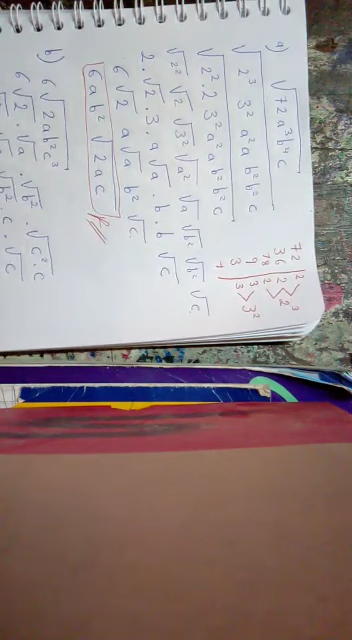 a) √72a³b⁴c
√2³ 3² a² a b² b² c
√2² · 2 3² a² a b² b² c
√2² √2 √3² √a² √a √b² √b² √c
2 · √2 · 3 · a √a · b · b √c
6 √2 a √a b² √c
6ab² √2ac
72 2
36 2
18 2 2³
9 3
3 3 3²
1
b) 6 √2ab²c³
6 √2 · √a · √b² · √c² · c